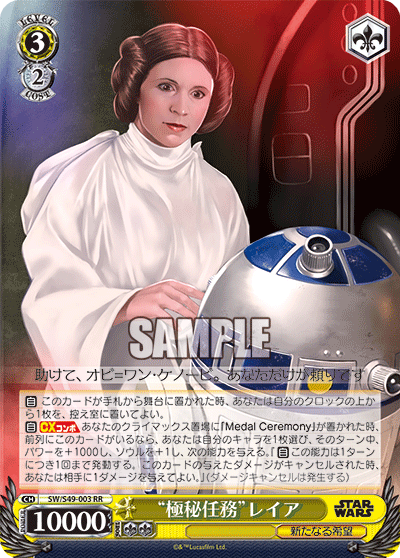 LEVEL
3
2
COST
SAMPLE
助けて、オビ=ワン・ケノービ。あなただけが頼りです
自 このカードが手札から舞台に置かれた時、あなたは自分のクロックの上
から1枚を、控え室に置いてよい。
自 CXコンボ あなたのクライマックス置場に「Medal Ceremony」が置かれた時、
前列にこのカードがいるなら、あなたは自分のキャラを1枚選び、そのターン中、
パワーを+1000し、ソウルを+1し、次の能力を与える。『自 この能力は1ターン
につき1回まで発動する。このカードの与えたダメージがキャンセルされた時、
あなたは相手に1ダメージを与える』(ダメージキャンセルは発生する)
CH SW/S49-003 RR
10000
“極秘任務”レイア
STAR WARS
新たなる希望
©&™Lucasfilm Ltd.